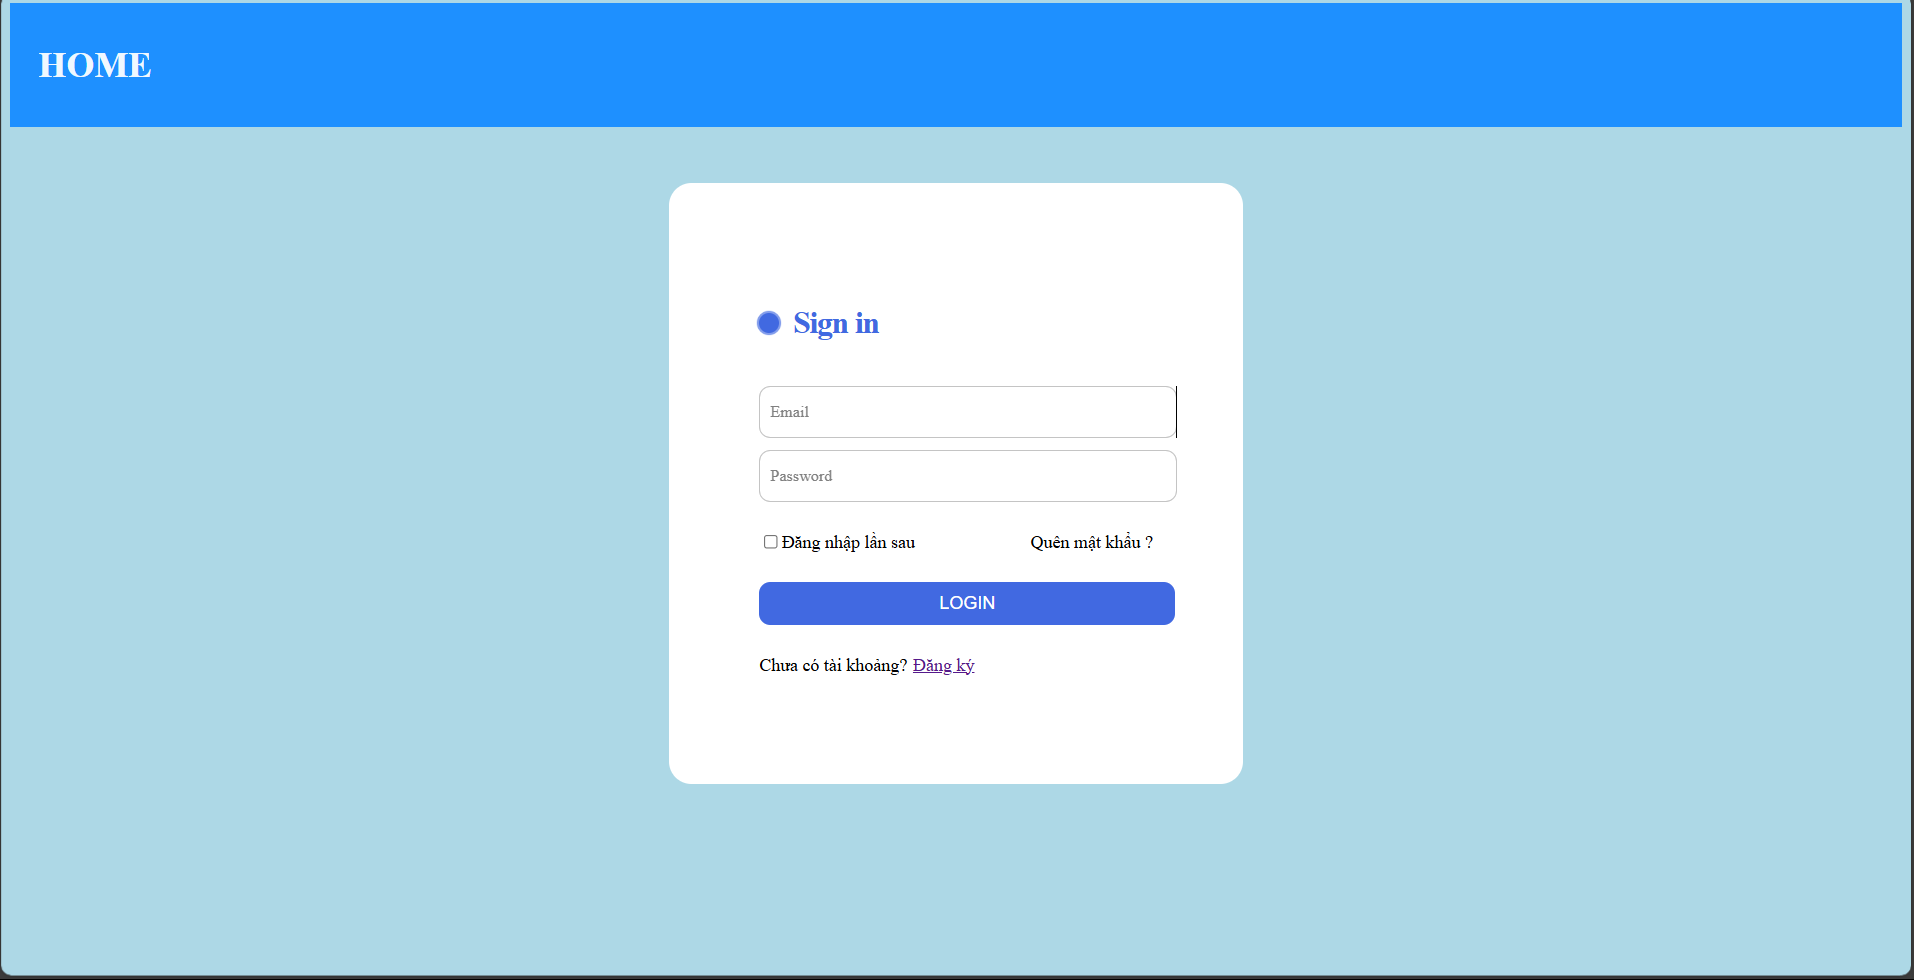 HOME
Sign in
Email
Password
Đăng nhập lần sau Quên mật khẩu ?
LOGIN
Chưa có tài khoảng? Đăng ký